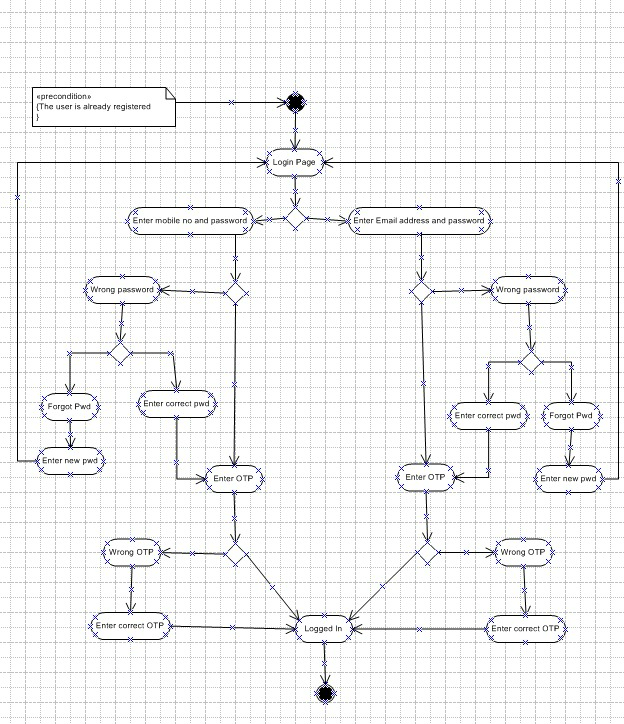 «precondition»
{The user is already registered
}
Login Page
Enter mobile no and password
Enter Email address and password
Wrong password
Wrong password
Forgot Pwd
Enter correct pwd
Enter correct pwd
Forgot Pwd
Enter new pwd
Enter OTP
Enter OTP
Enter new pwd
Wrong OTP
Wrong OTP
Enter correct OTP
Logged In
Enter correct OTP